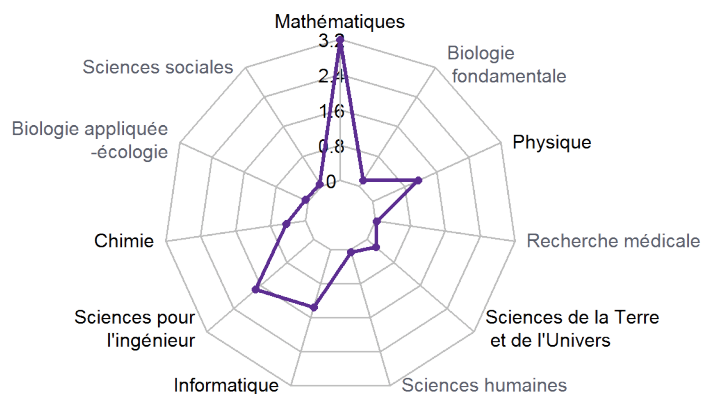 Mathématiques
3.2
2.4
1.6
0.8
0
Biologie
fondamentale
Physique
Recherche médicale
Sciences de la Terre
et de l'Univers
Sciences humaines
Informatique
Sciences pour
l'ingénieur
Chimie
Biologie appliquée
-écologie
Sciences sociales